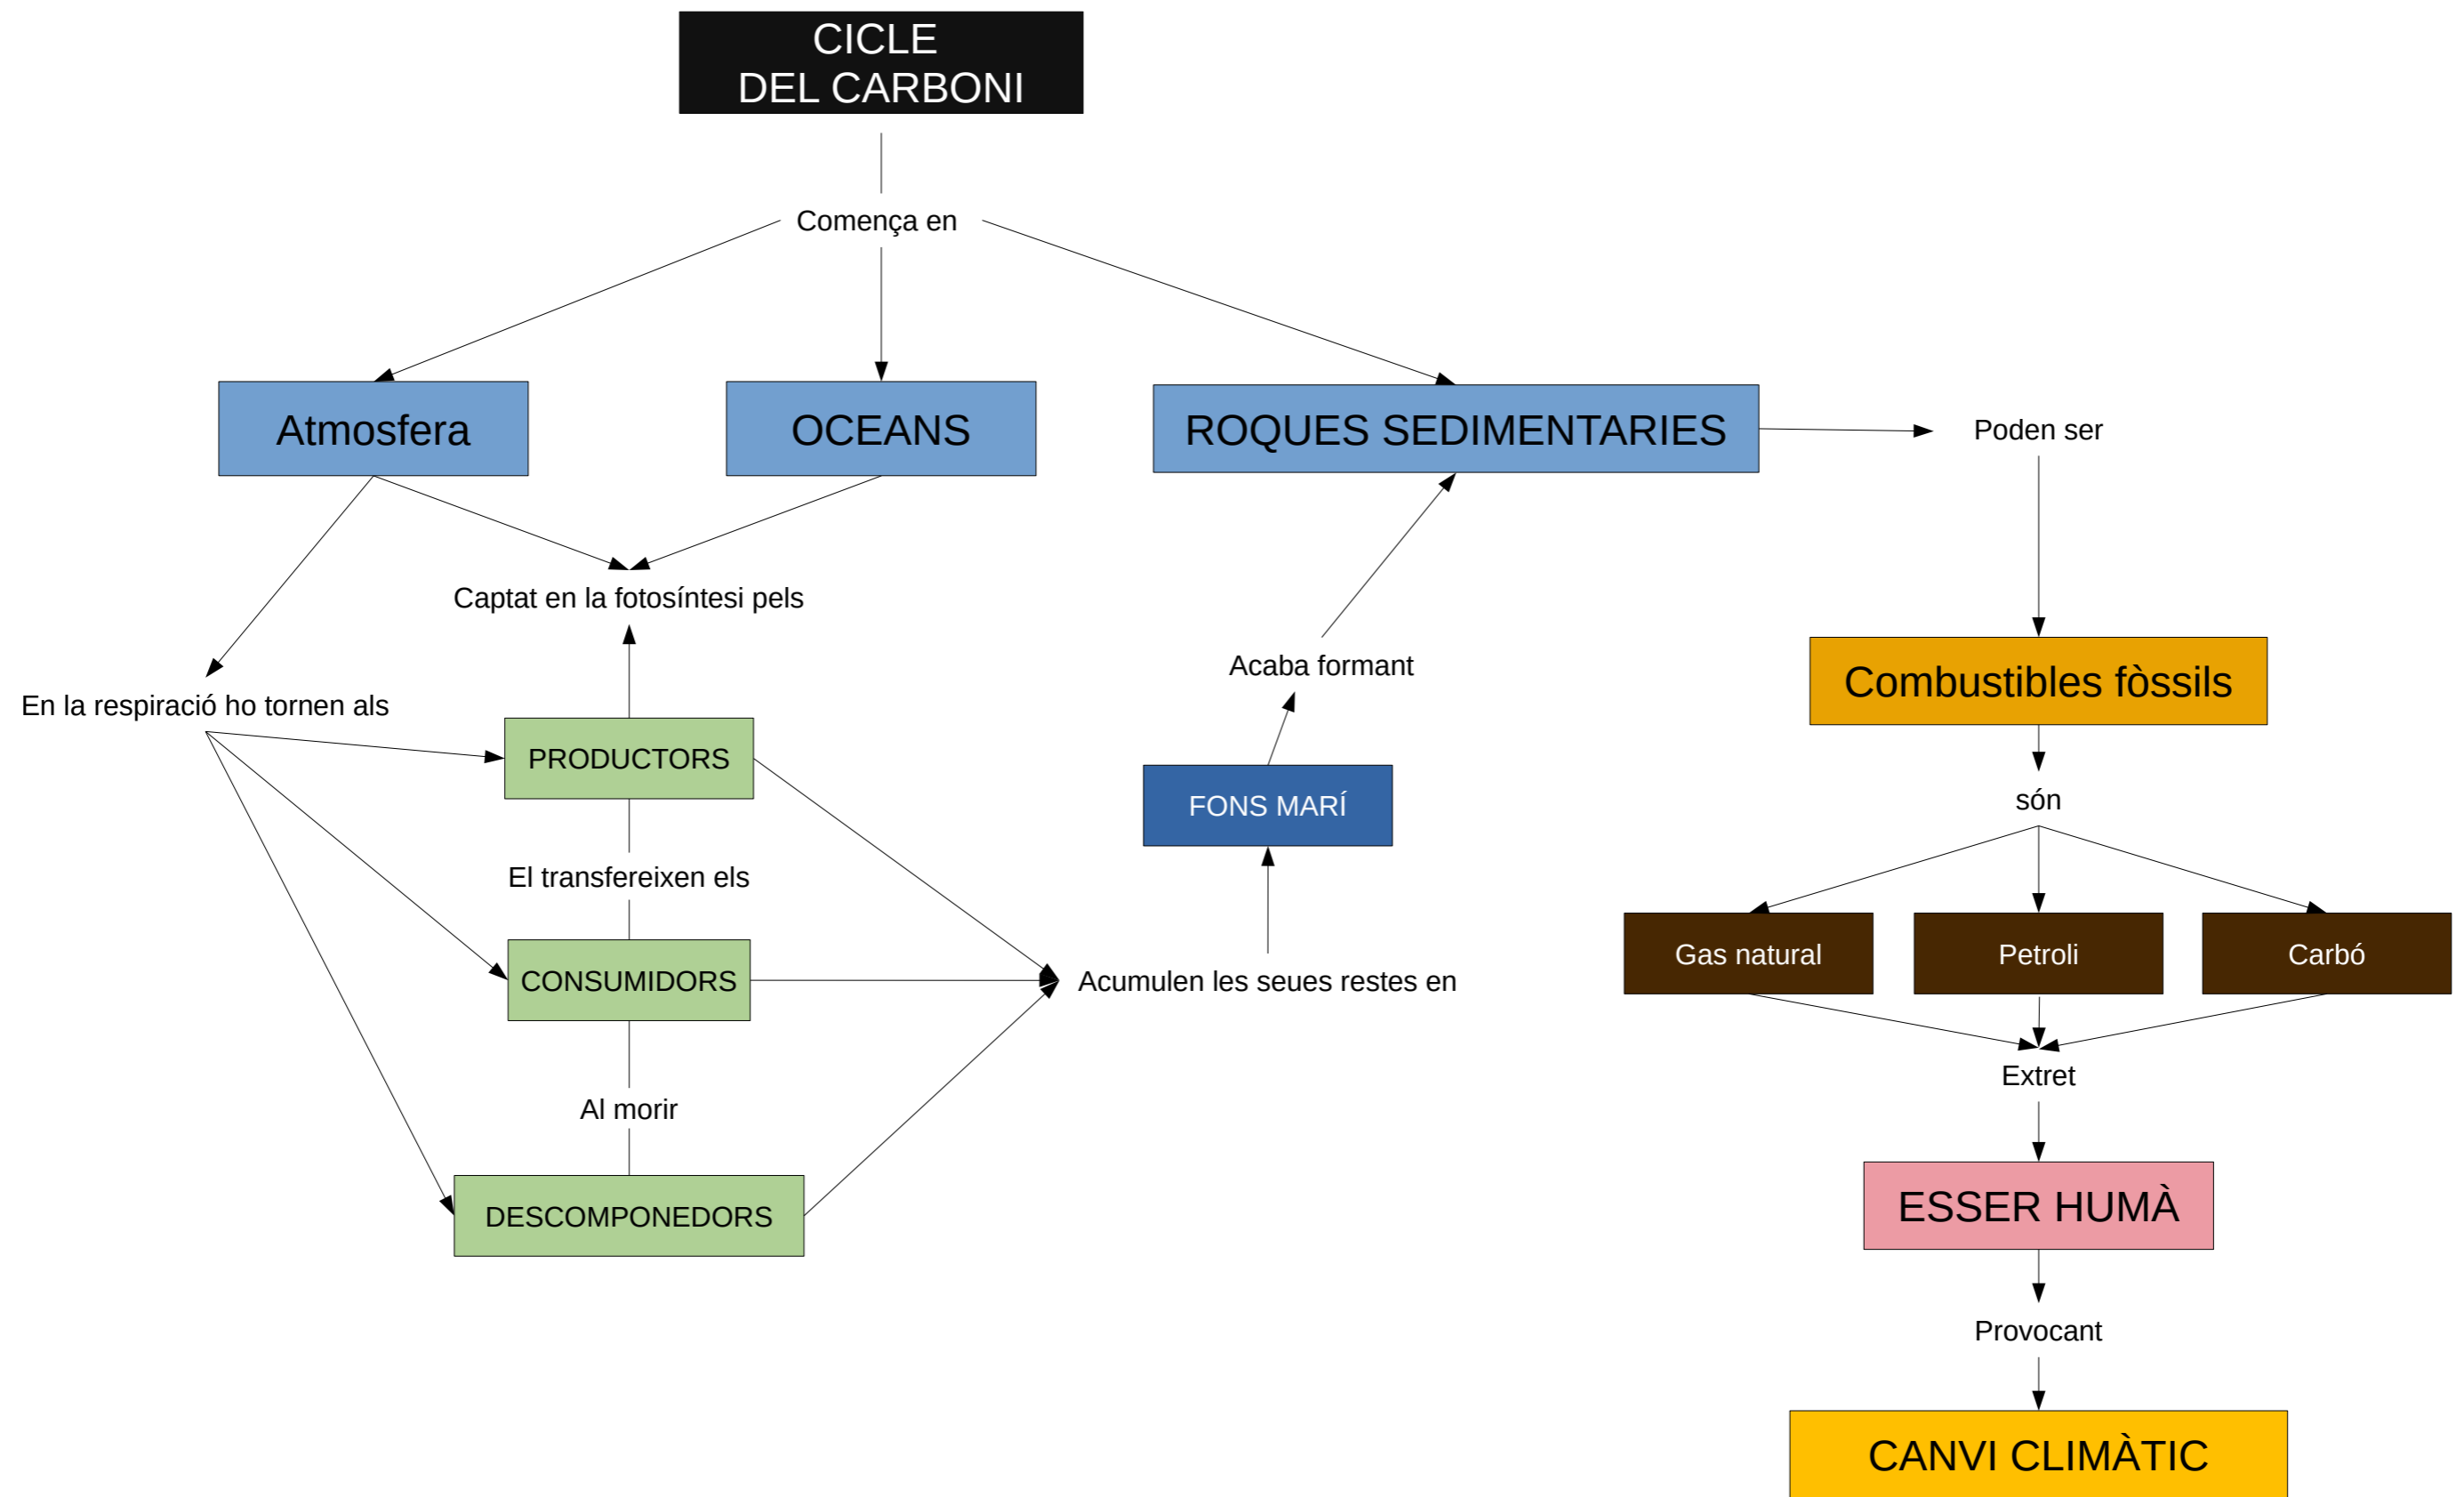 CICLE
DEL CARBONI
Comença en
Atmosfera
OCEANS
ROQUES SEDIMENTARIES
Poden ser
Captat en la fotosíntesi pels
Acaba formant
Combustibles fòssils
En la respiració ho tornen als
PRODUCTORS
FONS MARÍ
són
El transfereixen els
Gas natural
Petroli
Carbó
CONSUMIDORS
Acumulen les seues restes en
Extret
Al morir
DESCOMPONEDORS
ESSER HUMÀ
Provocant
CANVI CLIMÀTIC